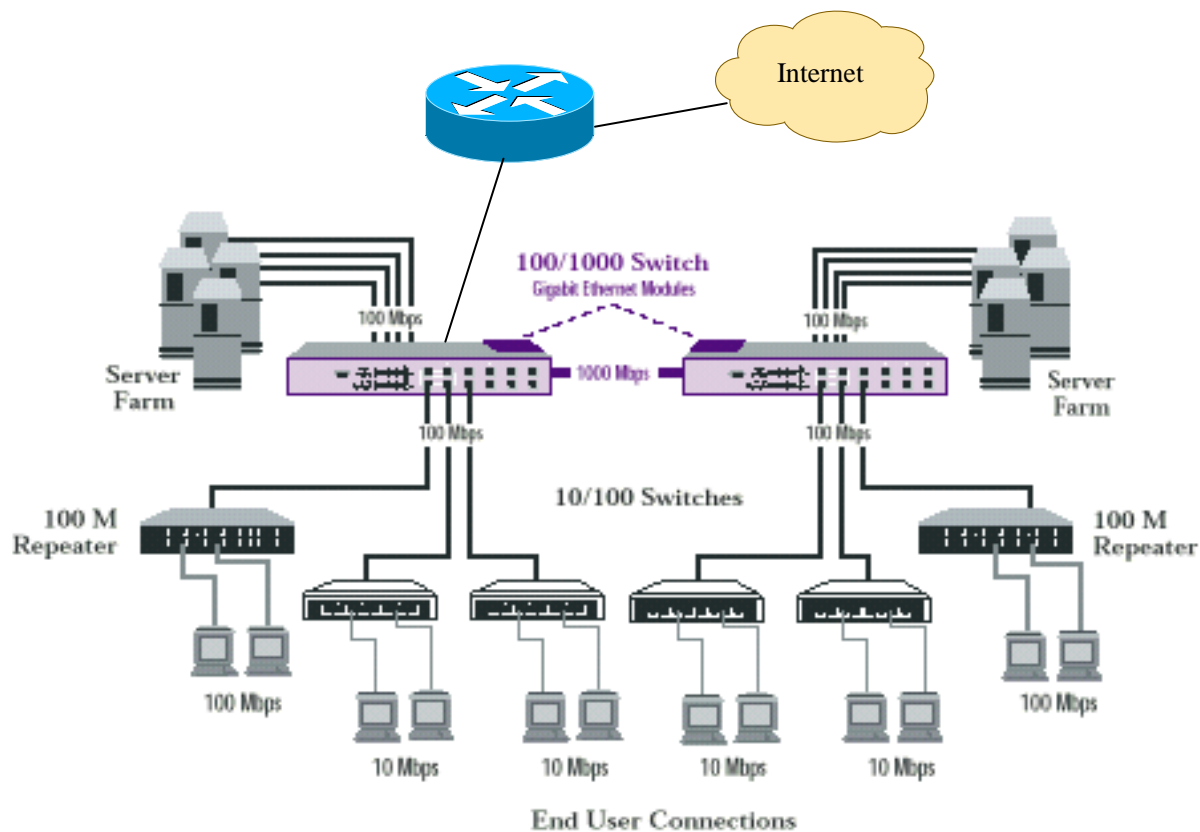 Internet
100/1000 Switch
Gigabit Ethernet Modules
100 Mbps
100 Mbps
Server
Farm
1000 Mbps
Server
Farm
100 Mbps
100 Mbps
10/100 Switches
100 M
Repeater
100 M
Repeater
100 Mbps
100 Mbps
10 Mbps
10 Mbps
10 Mbps
10 Mbps
End User Connections